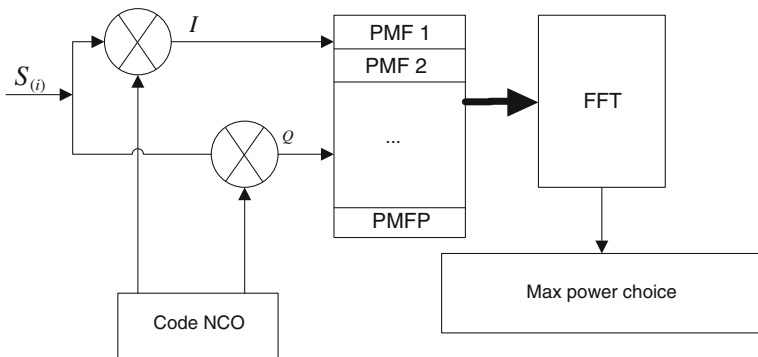 I
PMF 1
S(i)
PMF 2
FFT
Q
...
PMFP
Max power choice
Code NCO